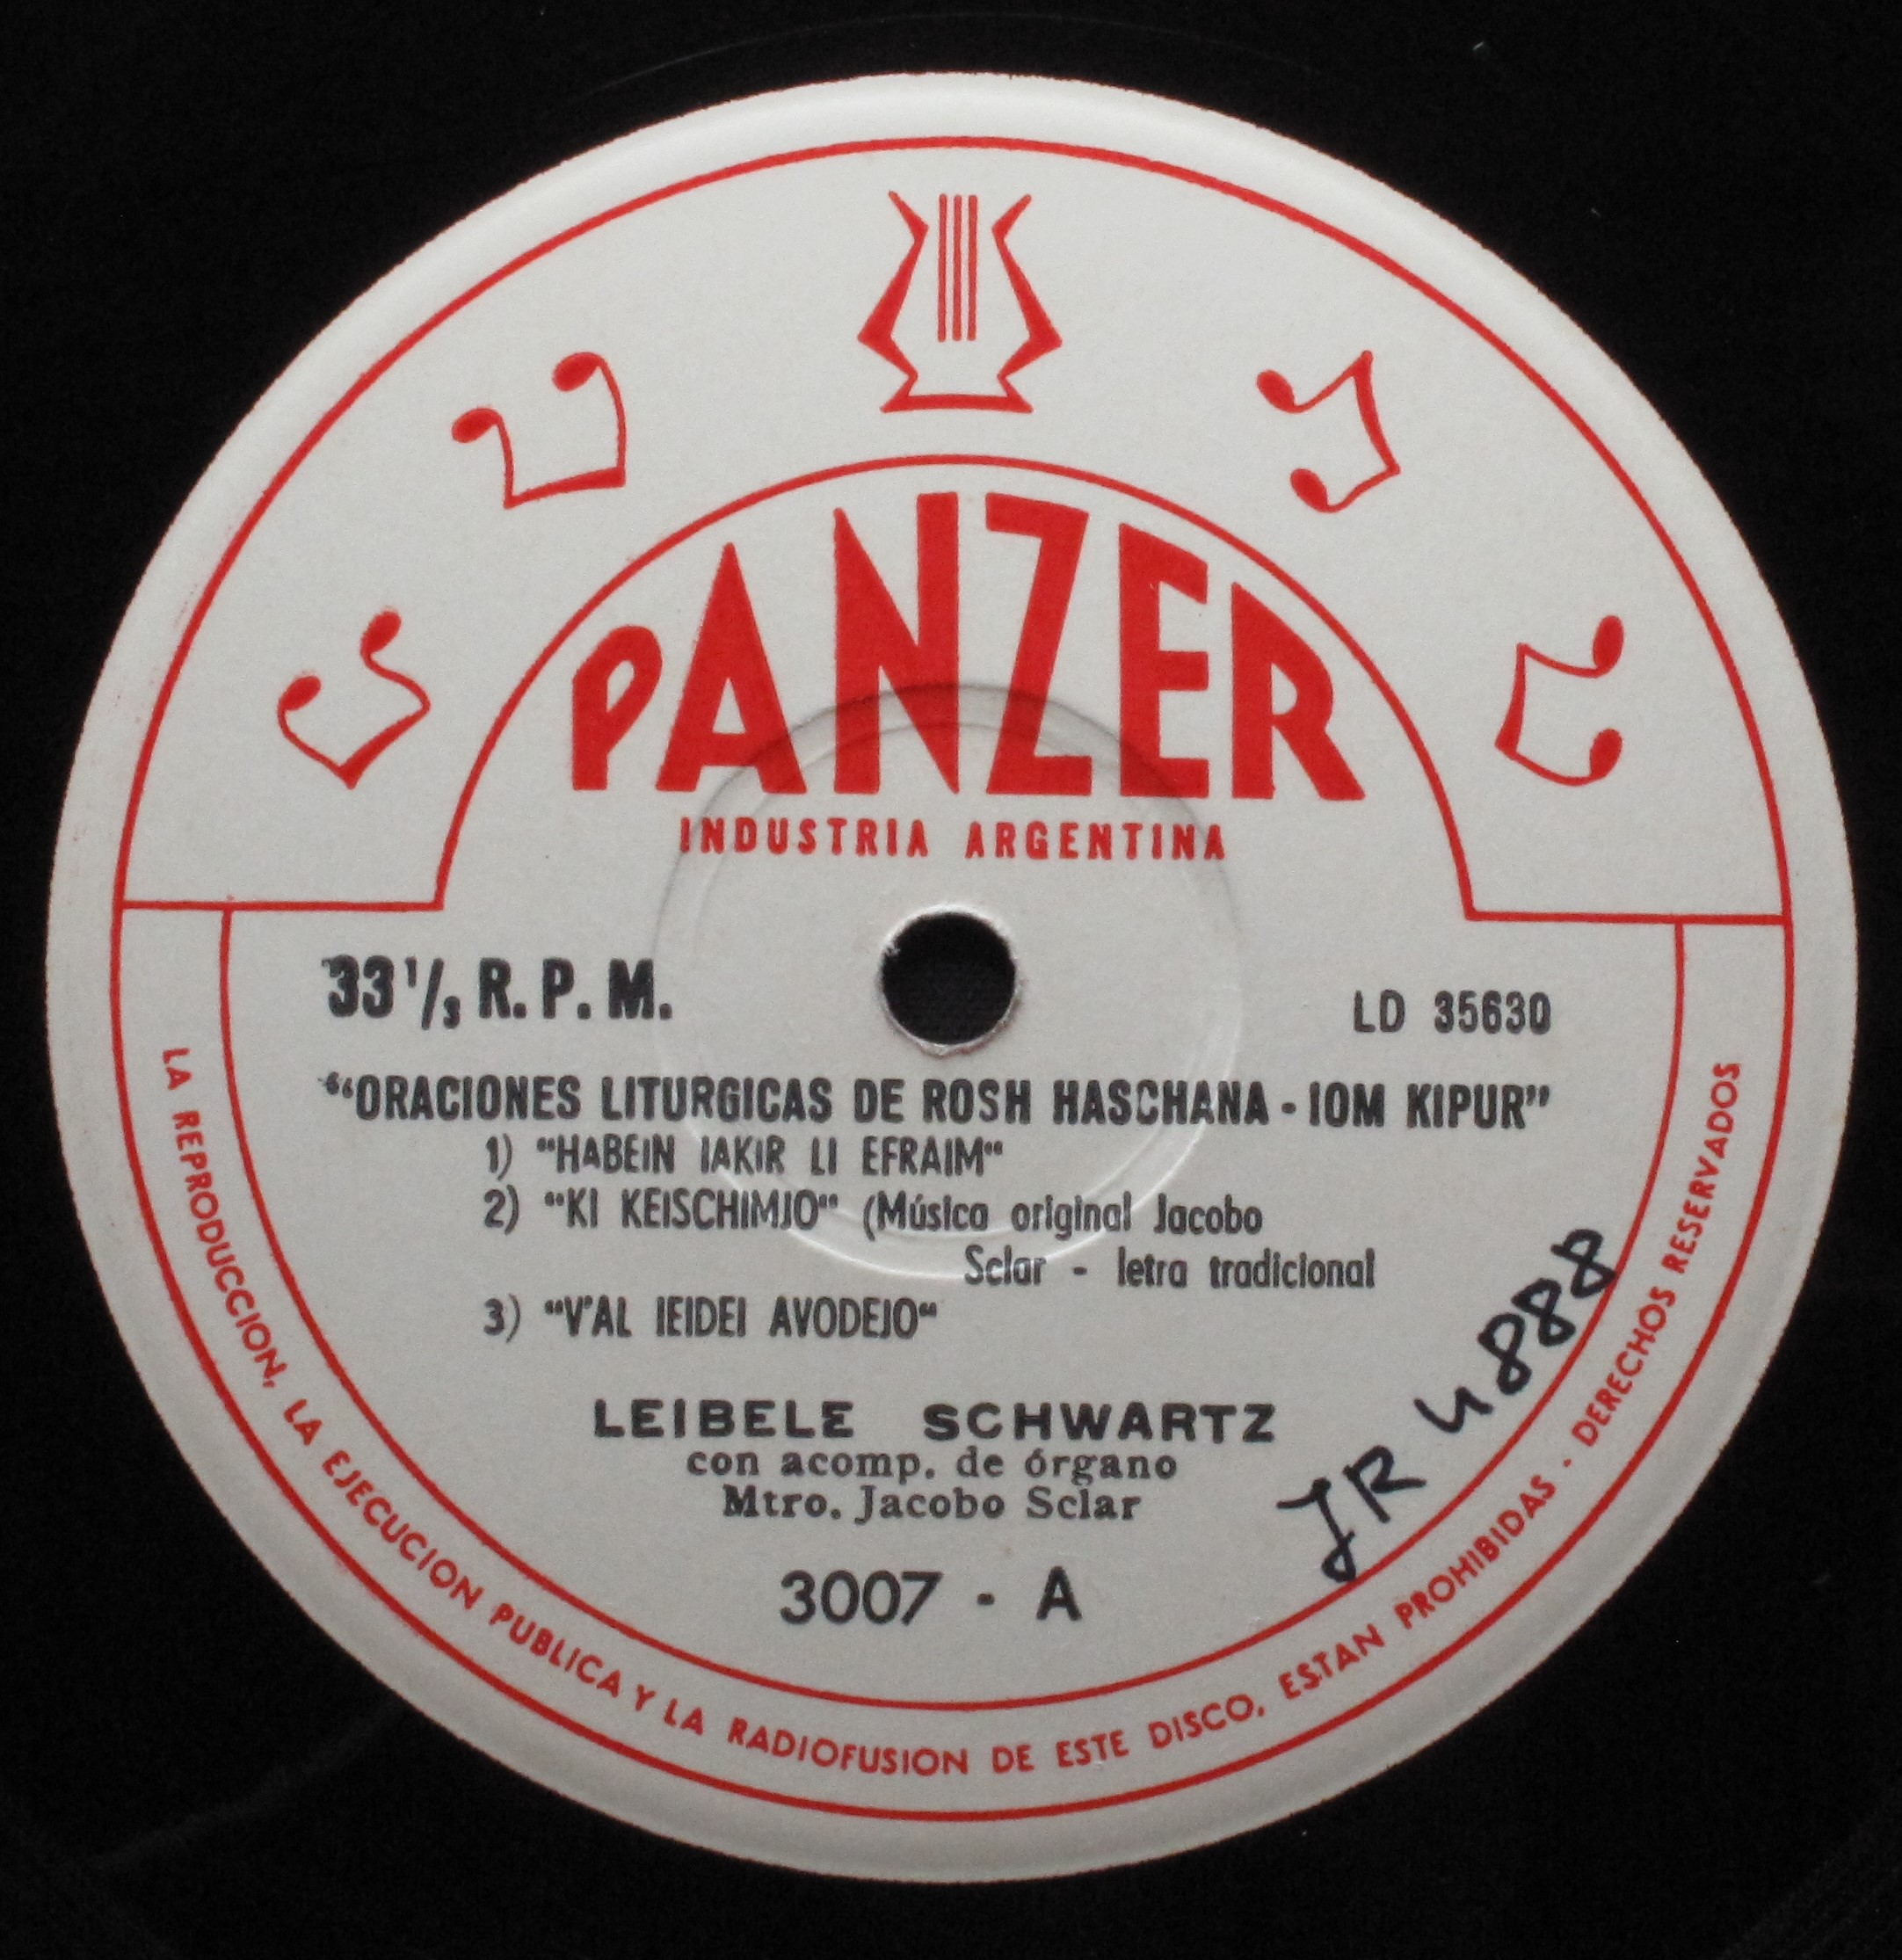 PANZER
INDUSTRIA ARGENTINA
33 1/3 R. P. M.
LD 35630
““ORACIONES LITURGICAS DE ROSH HASCHANA - IOM KIPUR”
1) “HABEIN IAKIR LI EFRAIM“
2) “KI KEISCHIMJO“ (Música original Jacobo
Sclar - letra tradicional
3) “V'AL IEIDEI AVODEJO“
LEIBELE SCHWARTZ
con acomp. de órgano
Mtro. Jacobo Sclar
3007 - A
JR 4888
LA REPRODUCCION, LA EJECUCION PUBLICA Y LA RADIOFUSION DE ESTE DISCO, ESTAN PROHIBIDAS - DERECHOS RESERVADOS